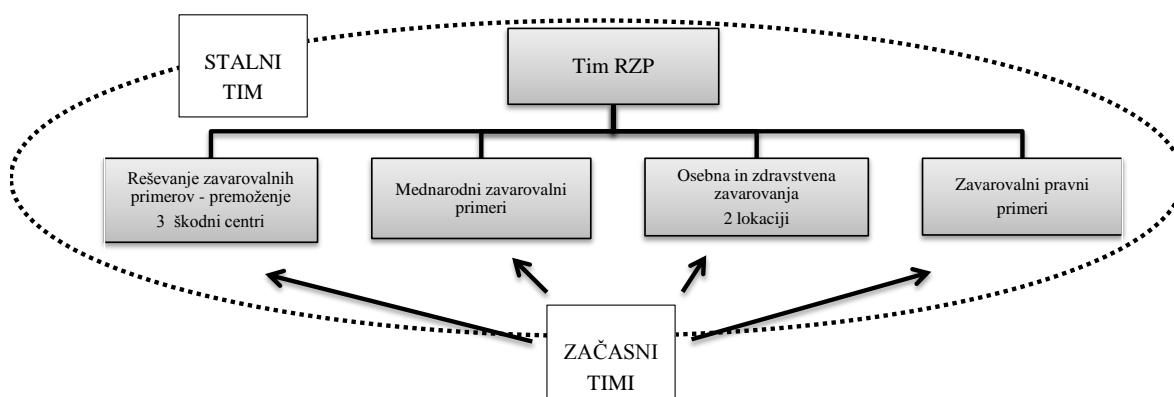 STALNI
TIM
Tim RZP
Reševanje zavarovalnih
primerov - premoženje
3 škodni centri
Mednarodni zavarovalni
primeri
Osebna in zdravstvena
zavarovanja
2 lokaciji
Zavarovalni pravni
primeri
ZAČASNI
TIMI